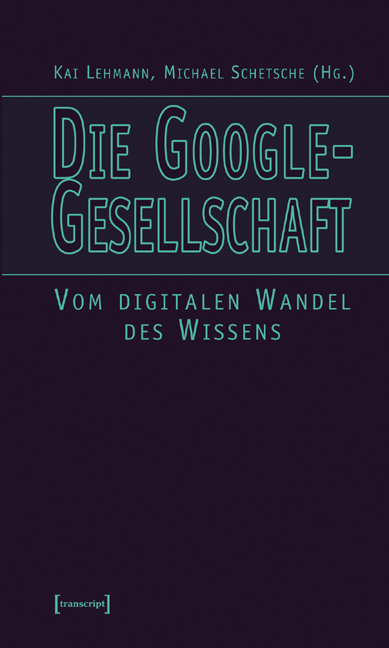 Kai Lehmann, Michael Schetsche (Hg.)
Die Google-
Gesellschaft
Vom digitalen Wandel
des Wissens
[transcript]